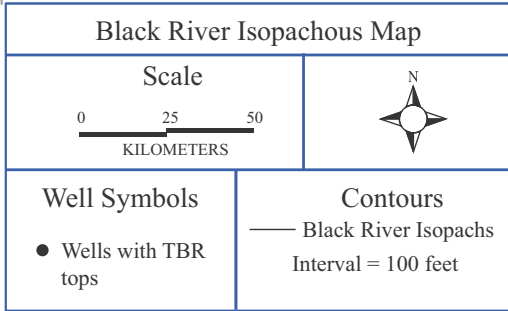 Black River Isopachous Map
Scale
0 25 50
KILOMETERS
N
Well Symbols
Wells with TBR
tops
Contours
Black River Isopachs
Interval = 100 feet